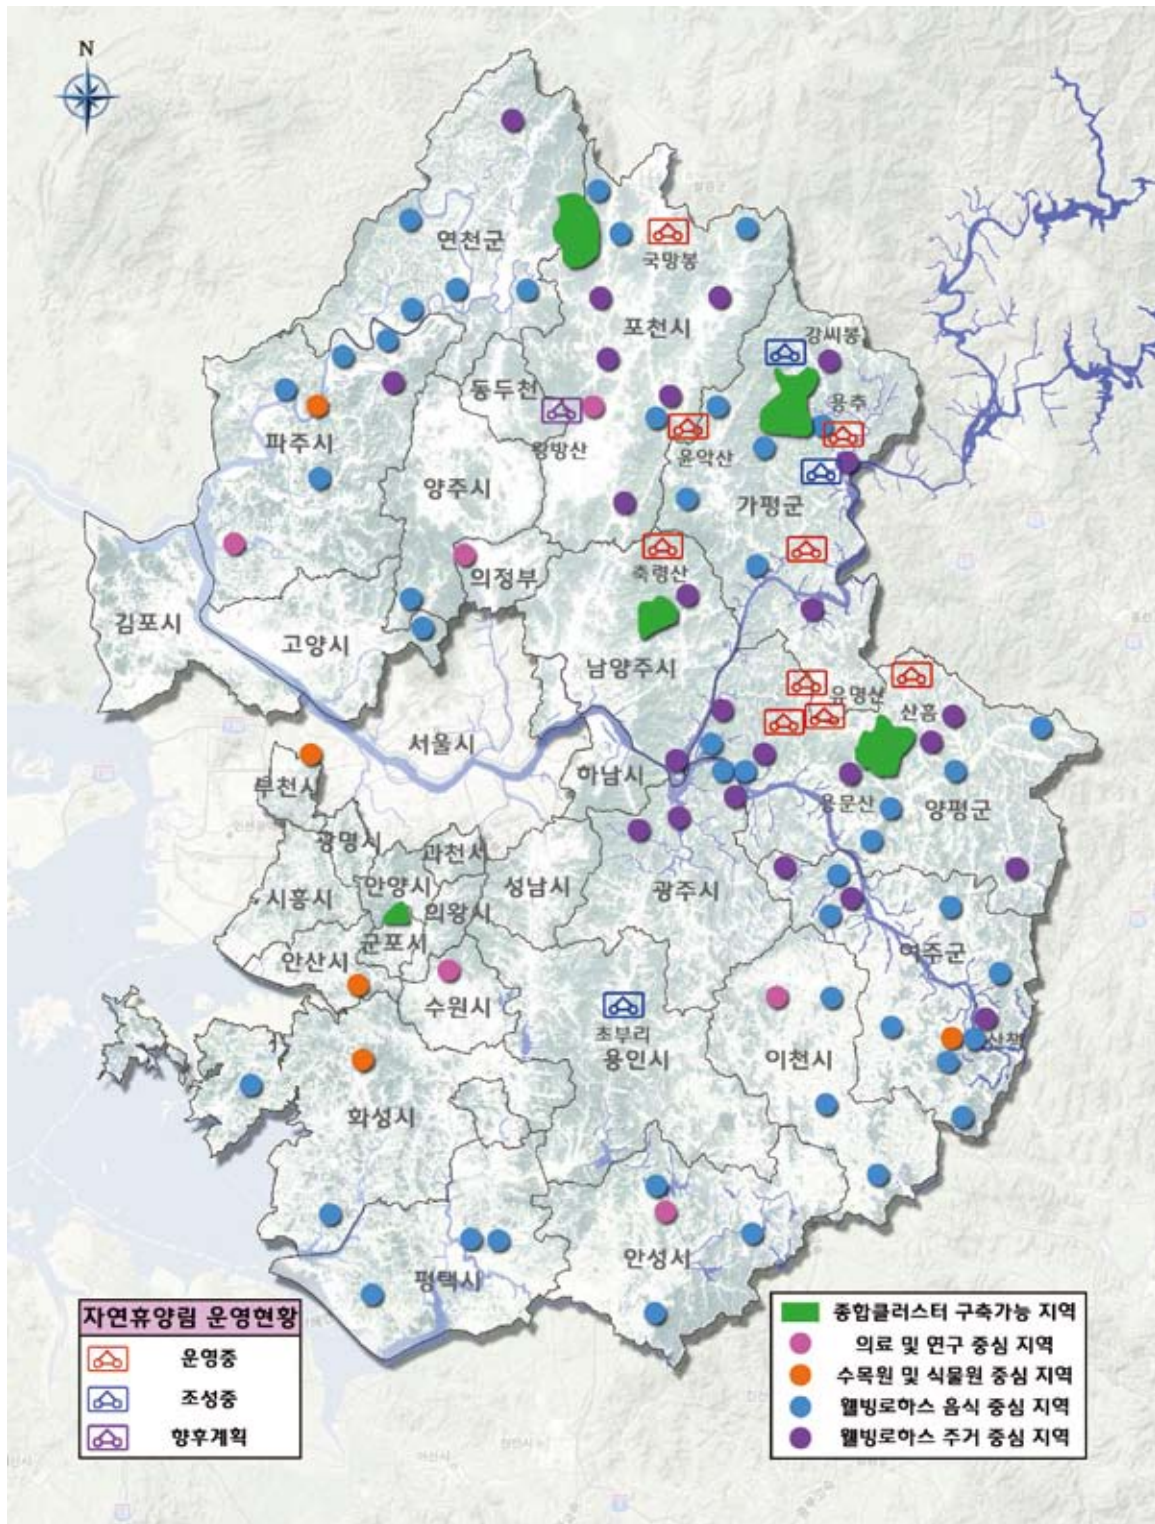 N
연천군
국망봉
포천시
강씨봉
동두천
용추
왕방산
파주시
운악산
양주시
가평군
의정부
축령산
김포시
고양시
남양주시
유명산
산음
서울시
하남시
부천시
용문산
양평군
광명시
과천시
안양시
성남시
광주시
시흥시
의왕시
군포시
여주군
안산시
수원시
초부리
용인시
이천시
화성시
안성시
평택시
자연휴양림 운영현황
운영중
조성중
향후계획
종합클러스터 구축가능 지역
의료 및 연구 중심 지역
수목원 및 식물원 중심 지역
웰빙로하스 음식 중심 지역
웰빙로하스 주거 중심 지역